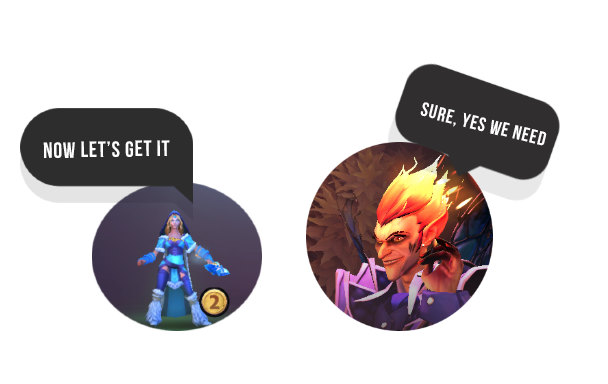 NOW LET'S GET IT
SURE, YES WE NEED
2